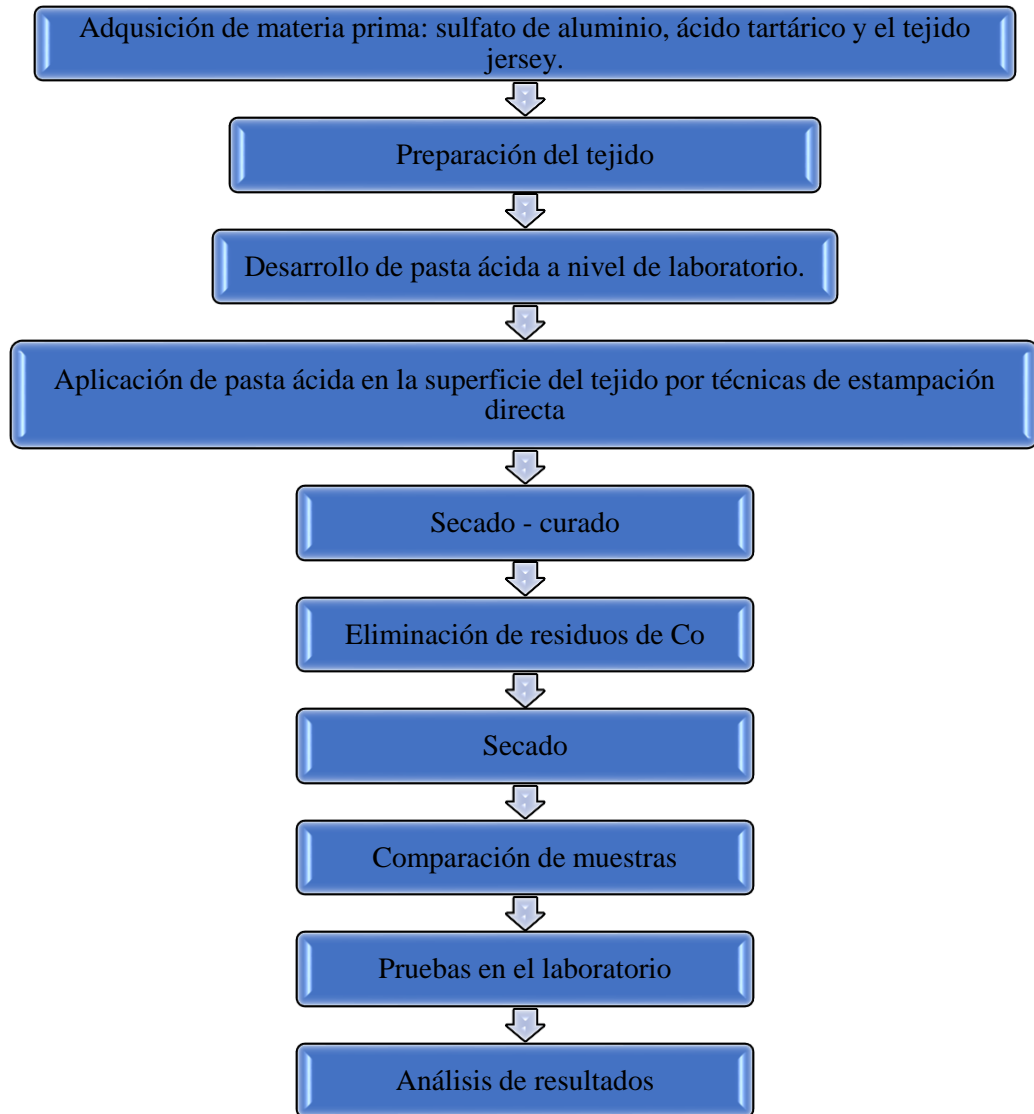 Adqusición de materia prima: sulfato de aluminio, ácido tartárico y el tejido
jersey.
Preparación del tejido
Desarrollo de pasta ácida a nivel de laboratorio.
Aplicación de pasta ácida en la superficie del tejido por técnicas de estampación
directa
Secado - curado
Eliminación de residuos de Co
Secado
Comparación de muestras
Pruebas en el laboratorio
Análisis de resultados